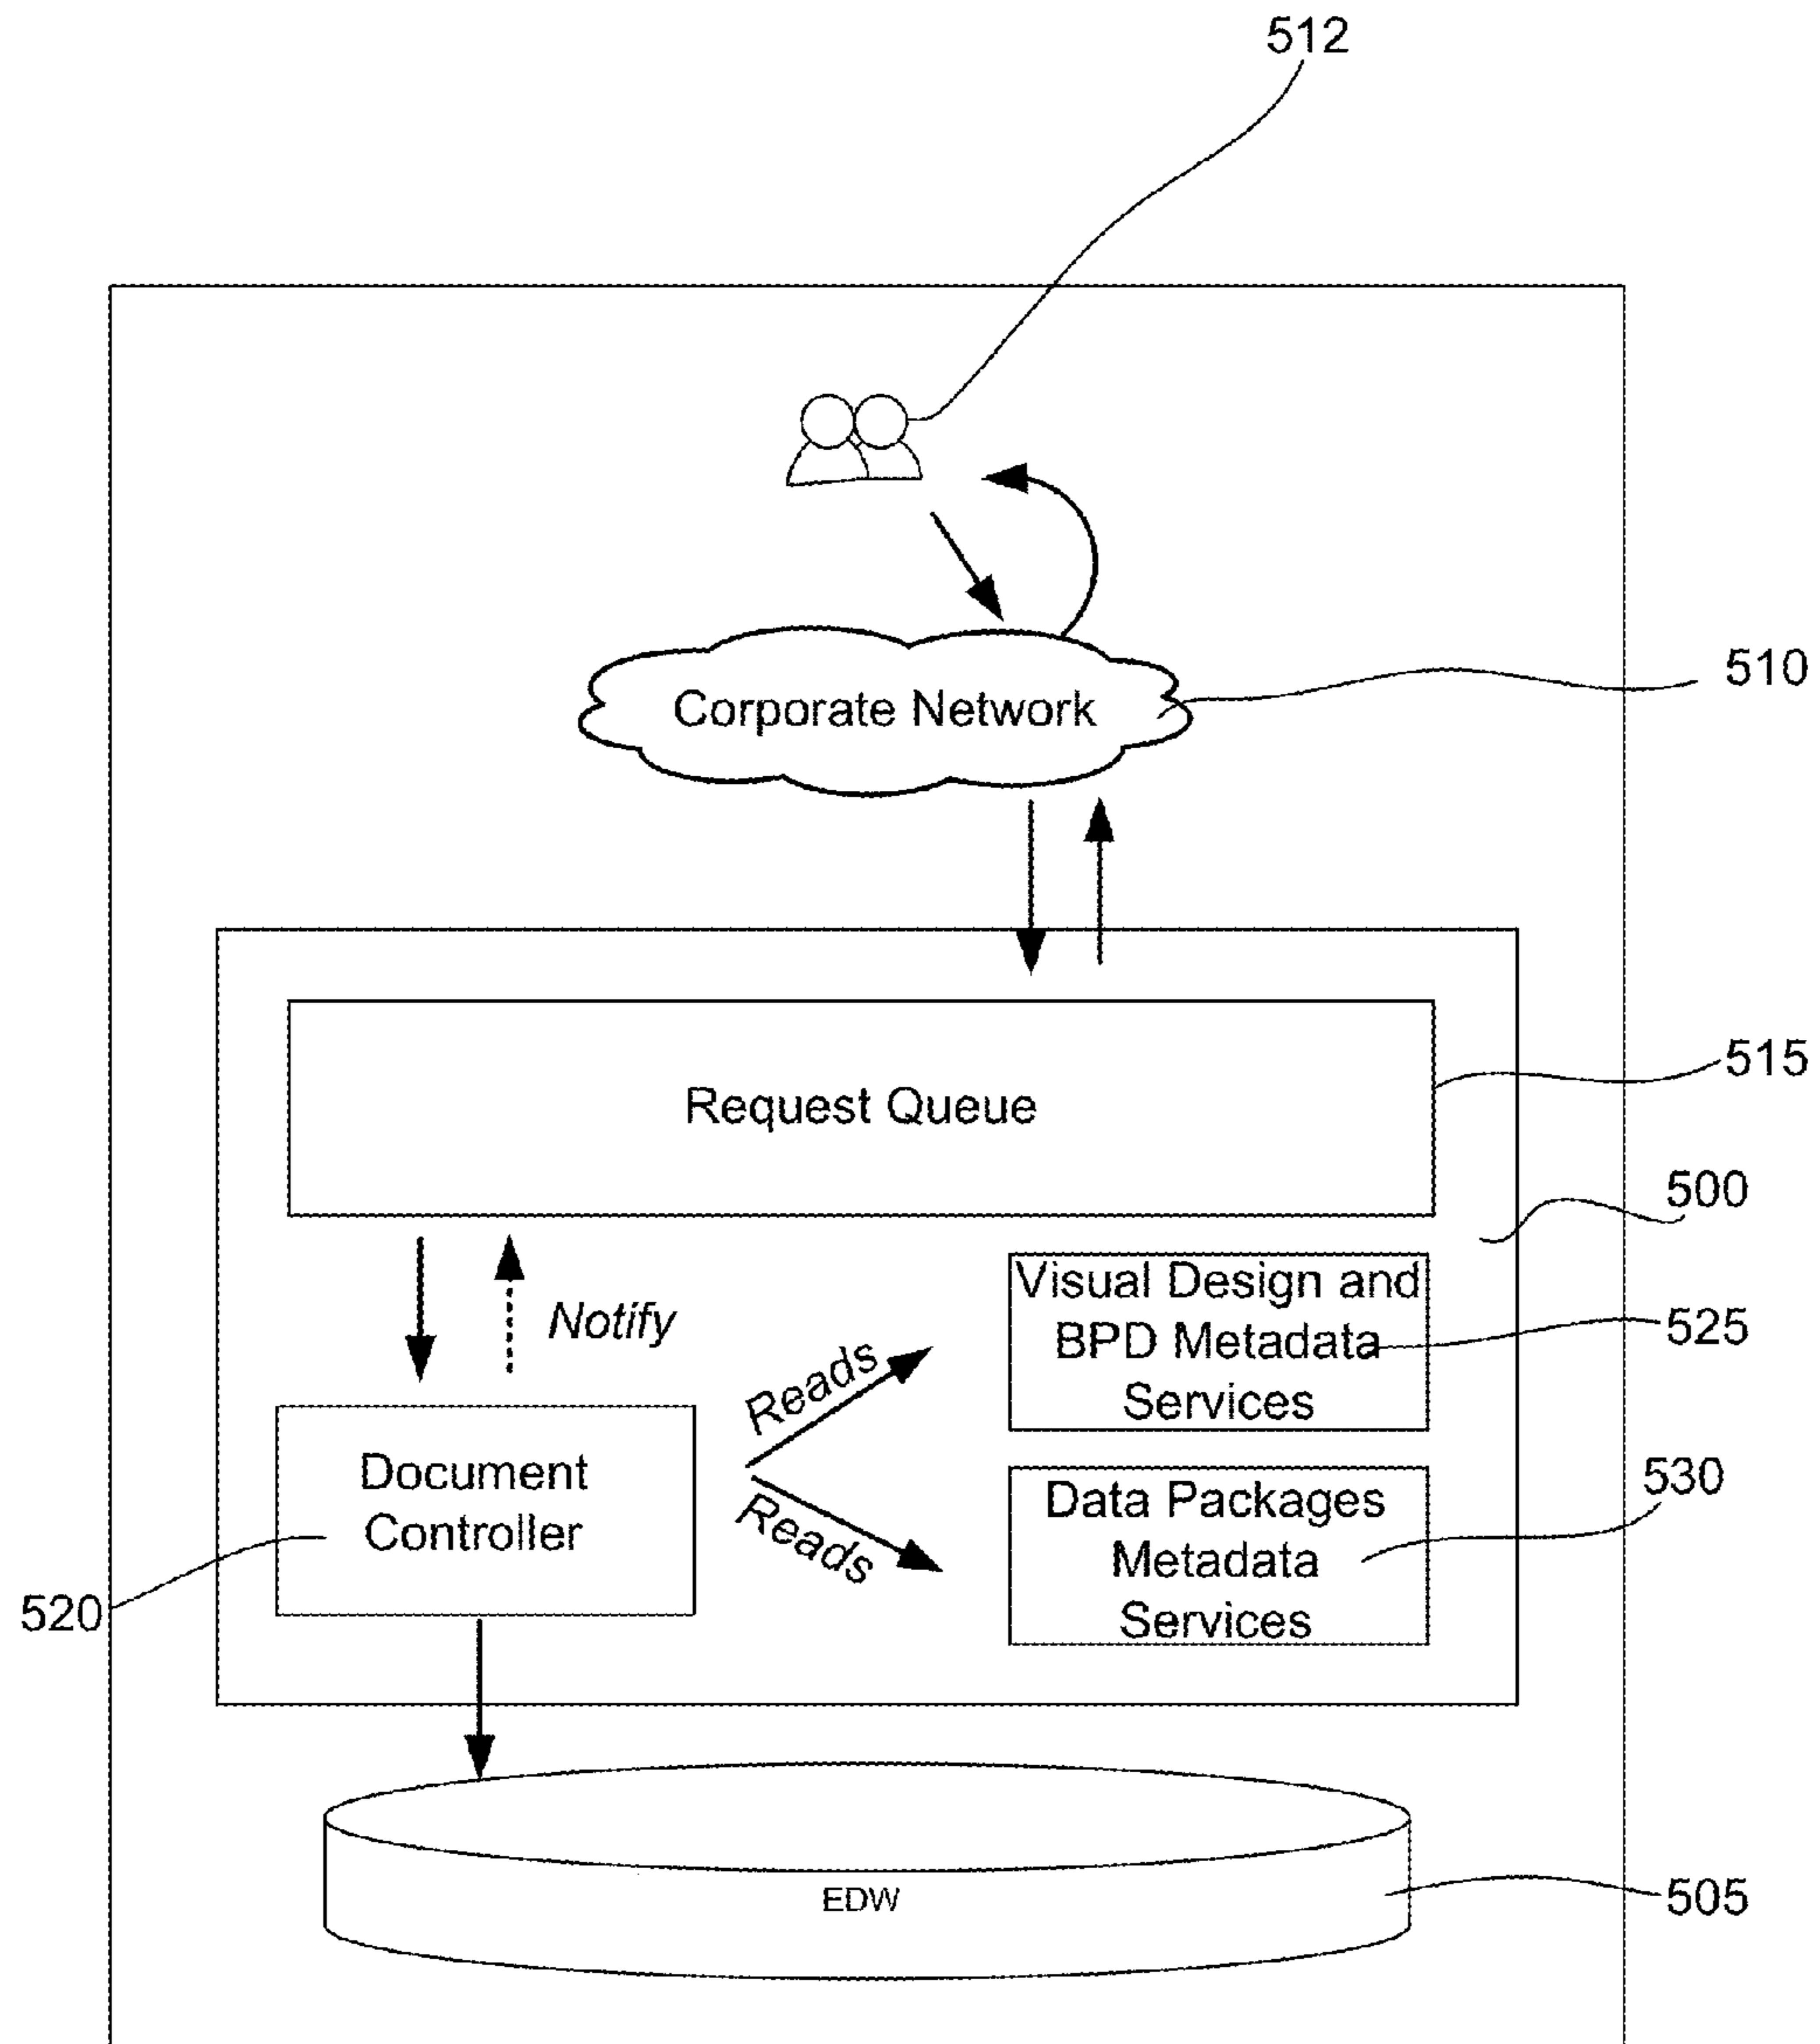 512
510
Corporate Network
515
Request Queue
500
Notify
Visual Design and
BPD Metadata
Services
525
Reads
Reads
Document
Controller
520
Data Packages
Metadata
Services
530
EDW
505